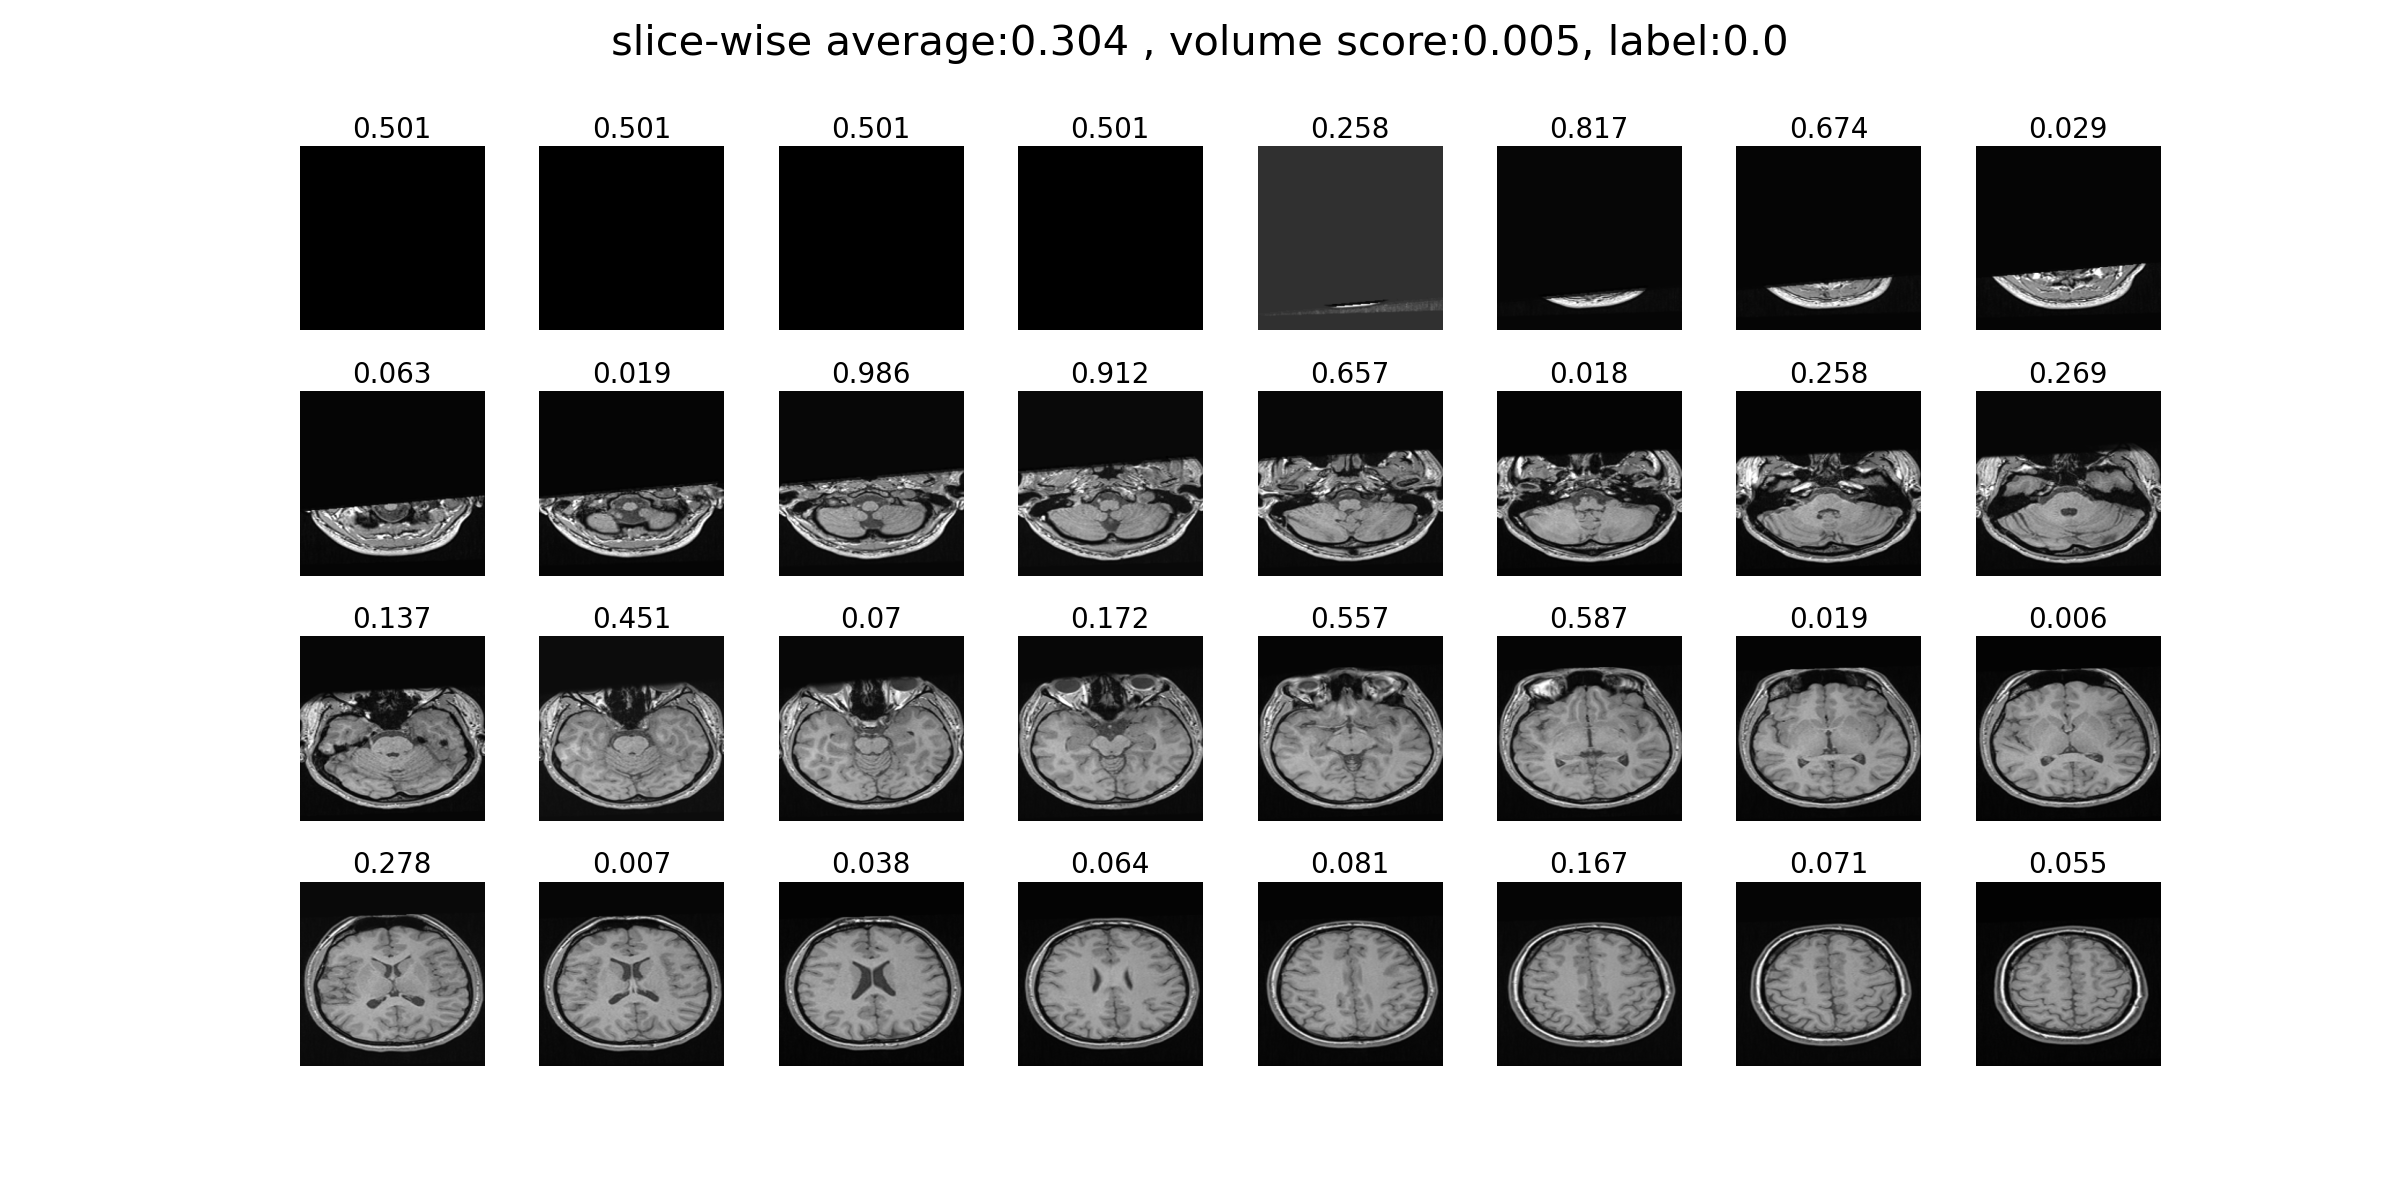 slice-wise average:0.304 , volume score:0.005, label:0.0
0.501 0.501 0.501 0.501 0.258 0.817 0.674 0.029
0.063 0.019 0.986 0.912 0.657 0.018 0.258 0.269
0.137 0.451 0.07 0.172 0.557 0.587 0.019 0.006
0.278 0.007 0.038 0.064 0.081 0.167 0.071 0.055